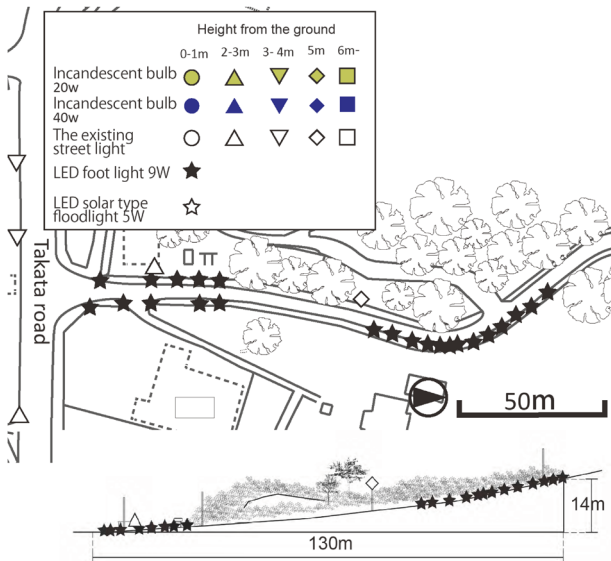 Height from the ground
0-1m 2-3m 3- 4m 5m 6m-
Incandescent bulb
20w
Incandescent bulb
40w
The existing
street light
LED foot light 9W
LED solar type
floodlight 5W
Takata road
50m
14m
130m